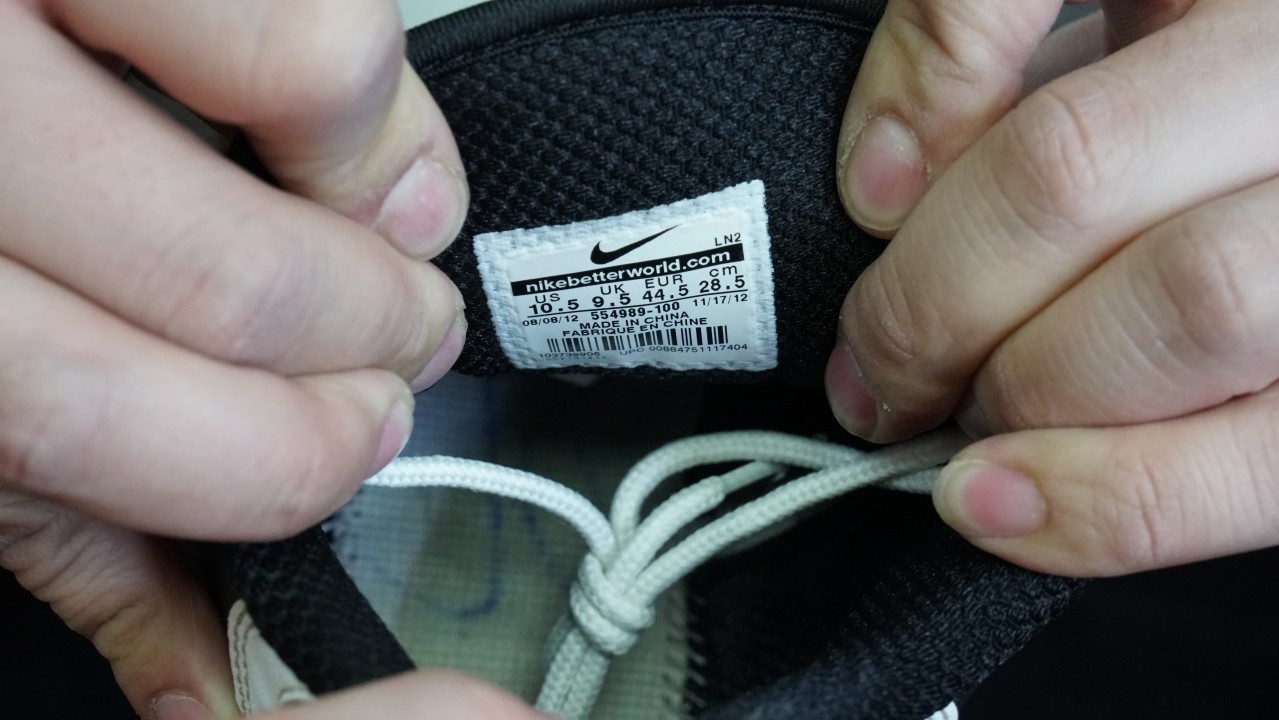 LN2
nikebetterworld.com
US UK EUR cm
10.5 9.5 44.5 28.5
08/08/12 554989-100 11/17/12
MADE IN CHINA
FABRIQUE EN CHINE
103739906 UPC 00884751117404